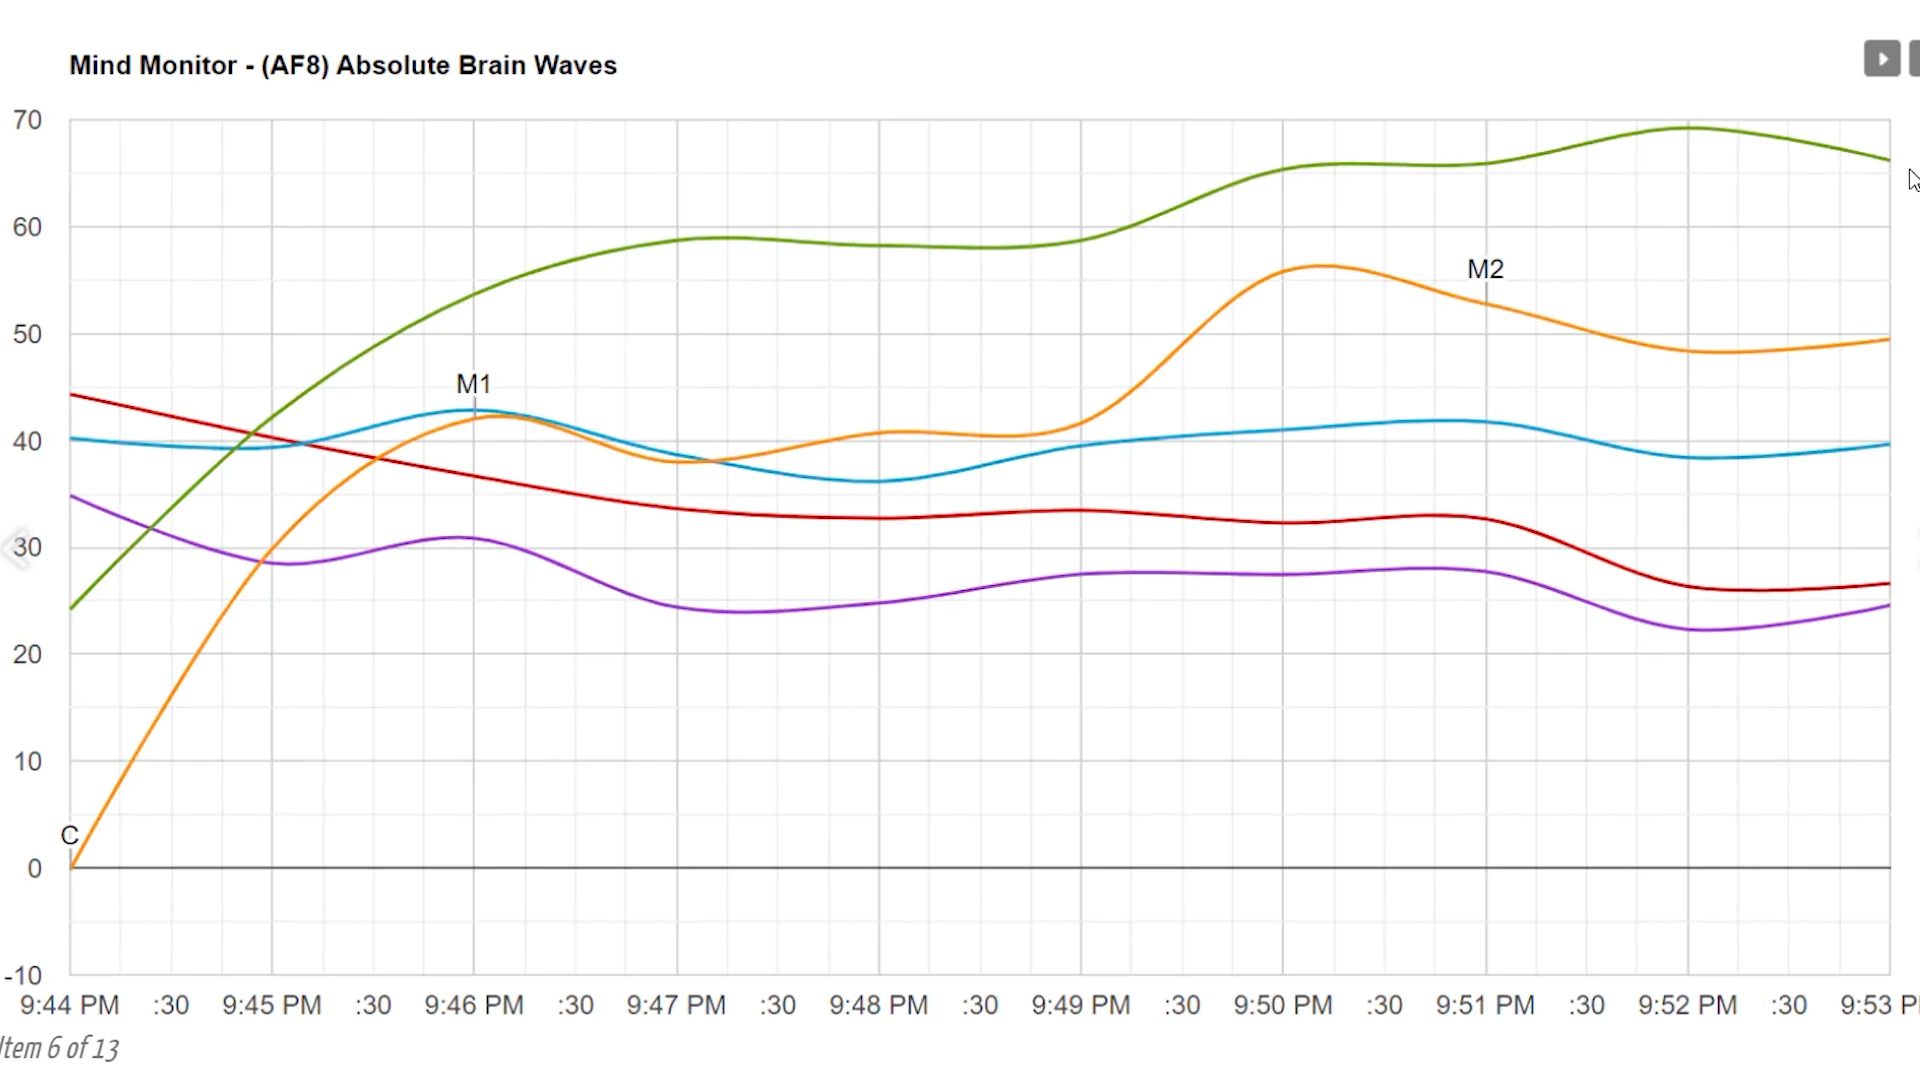 Mind Monitor - (AF8) Absolute Brain Waves
70
60
50
40
30
20
10
0
-10
M1
M2
C
9:44 PM :30 9:45 PM :30 9:46 PM :30 9:47 PM :30 9:48 PM :30 9:49 PM :30 9:50 PM :30 9:51 PM :30 9:52 PM :30 9:53 P
Item 6 of 13